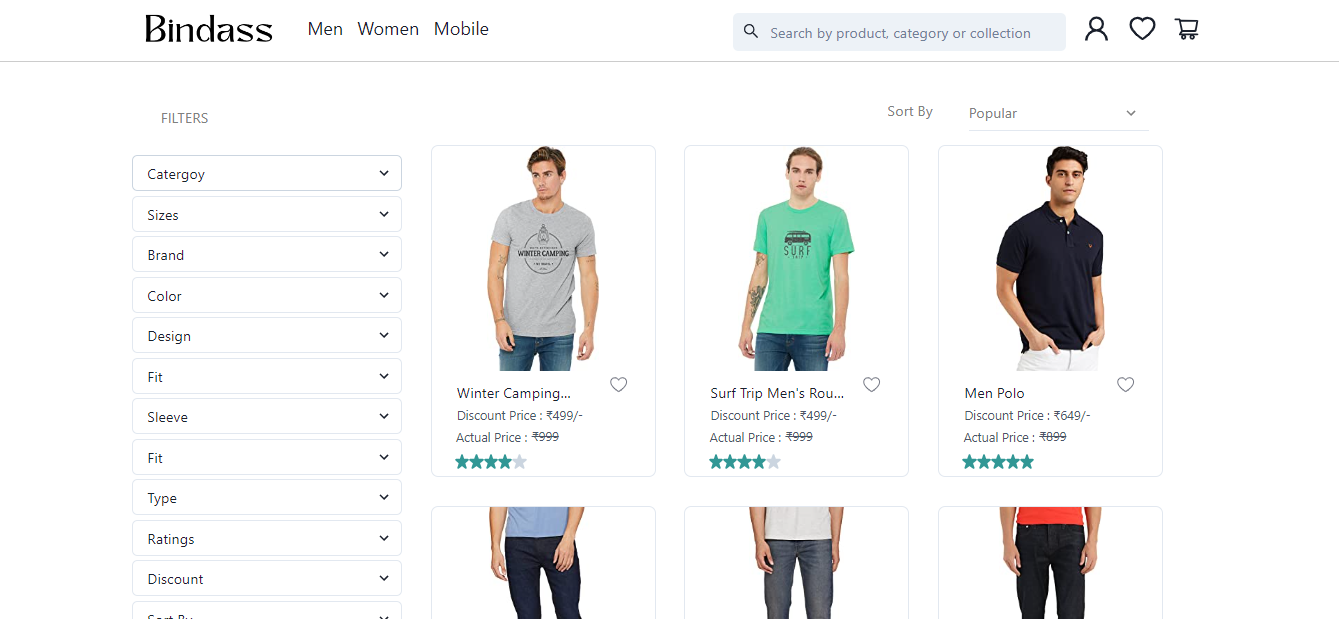 Bindass
Men Women Mobile
Search by product, category or collection
FILTERS
Sort By
Popular
Catergoy
Sizes
Brand
Color
Design
Fit
Sleeve
Fit
Type
Ratings
Discount
Sort By
WINTER CAMPING
SURF
TRIP
Winter Camping...
Discount Price : ₹499/-
Actual Price : ₹999
Surf Trip Men's Rou...
Discount Price : ₹499/-
Actual Price : ₹999
Men Polo
Discount Price : ₹649/-
Actual Price : ₹899